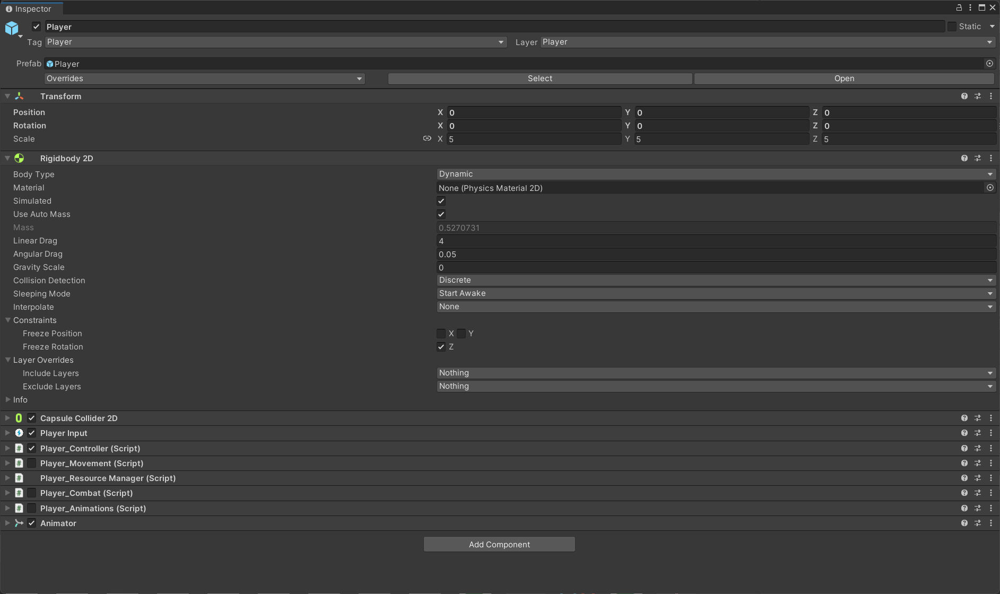 Inspector
Player Static
Tag Player Layer Player
Prefab Player
Overrides Select Open
Transform
Position X 0 Y 0 Z 0
Rotation X 0 Y 0 Z 0
Scale X 5 Y 5 Z 5
Rigidbody 2D
Body Type Dynamic
Material None (Physics Material 2D)
Simulated
Use Auto Mass
Mass 0.5270731
Linear Drag 4
Angular Drag 0.05
Gravity Scale 0
Collision Detection Discrete
Sleeping Mode Start Awake
Interpolate None
Constraints
Freeze Position X Y
Freeze Rotation Z
Layer Overrides
Include Layers Nothing
Exclude Layers Nothing
Info
Capsule Collider 2D
Player Input
# Player_Controller (Script)
# Player_Movement (Script)
# Player_Resource Manager (Script)
# Player_Combat (Script)
# Player_Animations (Script)
Animator
Add Component